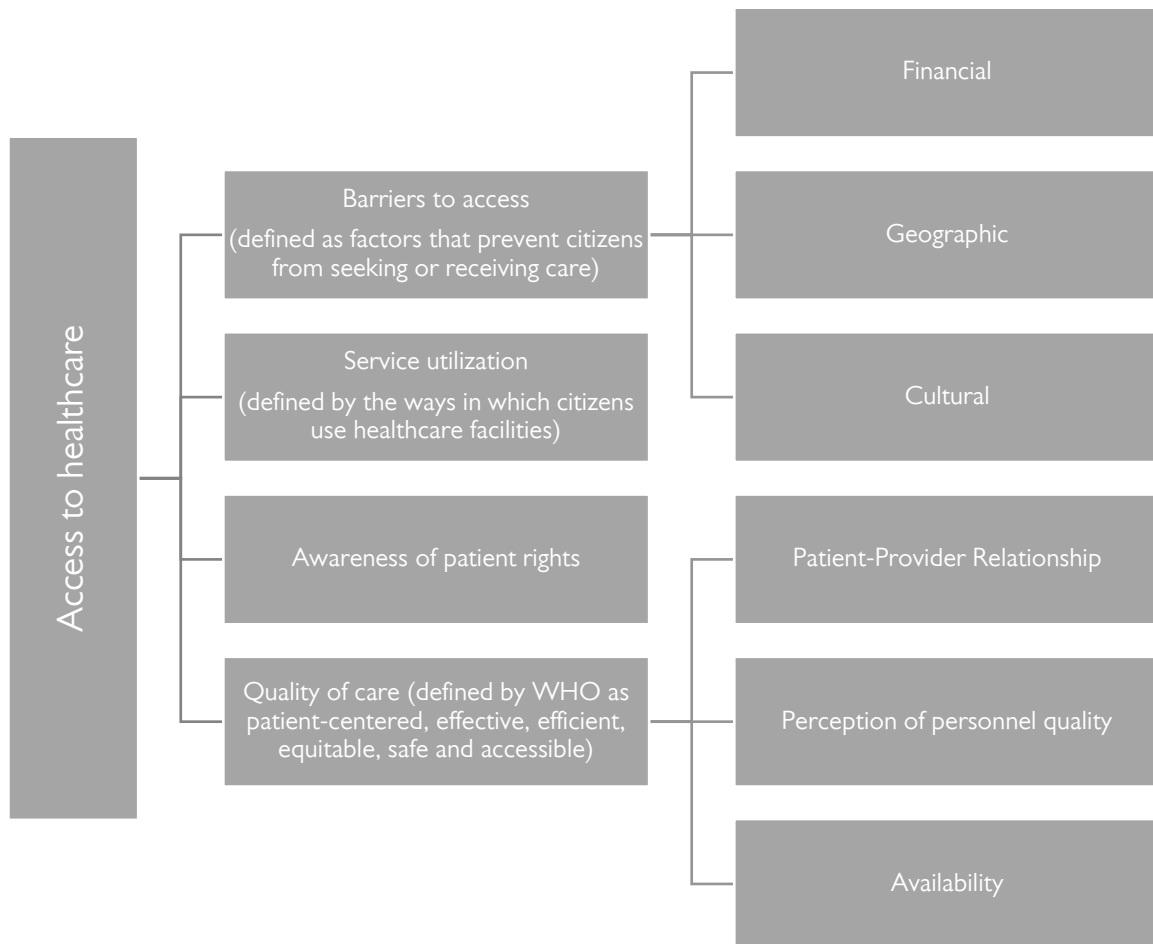 Access to healthcare
Barriers to access
(defined as factors that prevent citizens
from seeking or receiving care)
Service utilization
(defined by the ways in which citizens
use healthcare facilities)
Awareness of patient rights
Quality of care (defined by WHO as
patient-centered, effective, efficient,
equitable, safe and accessible)
Financial
Geographic
Cultural
Patient-Provider Relationship
Perception of personnel quality
Availability